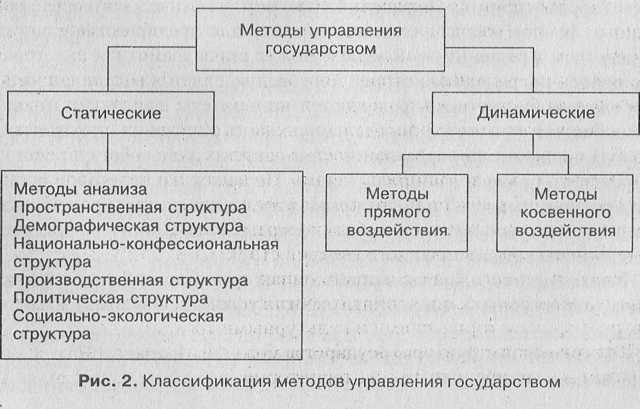 Методы управления
государством
Статические
Динамические
Методы анализа
Пространственная структура
Демографическая структура
Национально-конфессиональная
структура
Производственная структура
Политическая структура
Социально-экологическая
структура
Методы
прямого
воздействия
Методы
косвенного
воздействия
Рис. 2. Классификация методов управления государством